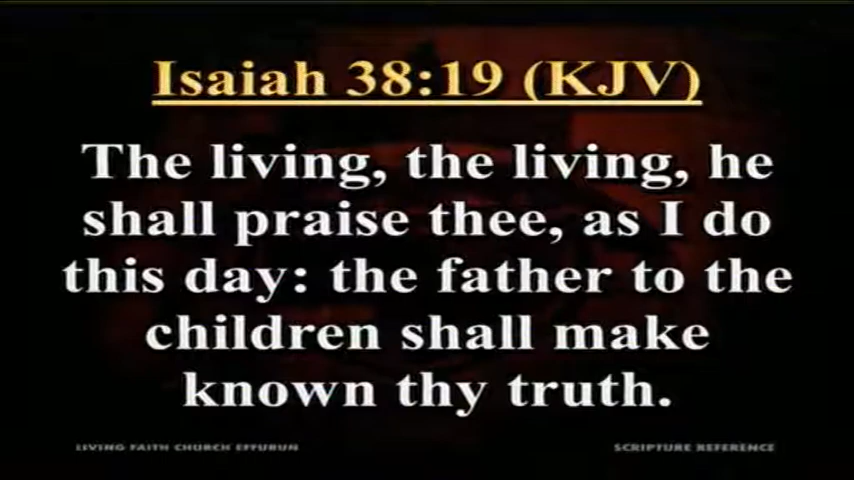 Isaiah 38:19 (KJV)
The living, the living, he
shall praise thee, as I do
this day: the father to the
children shall make
known thy truth.
LIVING FAITH CHURCH EFFURUN
SCRIPTURE REFERENCE